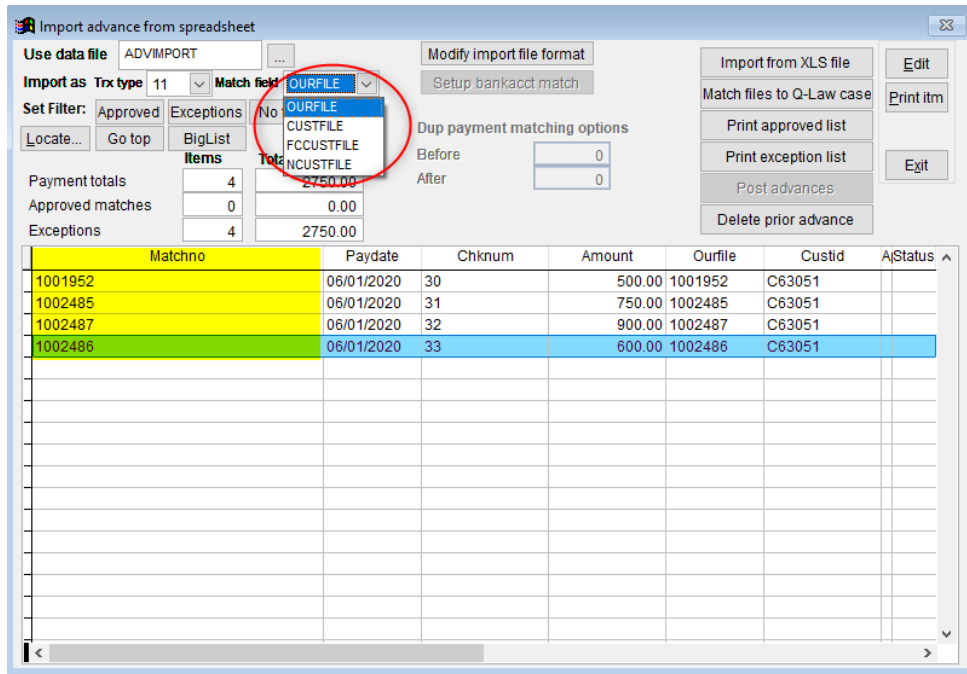 Import advance from spreadsheet
Use data file ADVIMPORT ... Modify import file format Import from XLS file Edit
Import as Trx type 11 Match field OURFILE Setup bankacct match
OURFILE
CUSTFILE
FCCUSTFILE
NCUSTFILE
Match files to Q-Law case Print itm
Set Filter: Approved Exceptions No
Locate... Go top BigList Dup payment matching options Print approved list
Items Before 0 Print exception list Exit
Payment totals 4 2750.00 After 0 Post advances
Approved matches 0 0.00 Delete prior advance
Exceptions 4 2750.00
Matchno Paydate Chknum Amount Ourfile Custid A Status
1001952 06/01/2020 30 500.00 1001952 C63051
1002485 06/01/2020 31 750.00 1002485 C63051
1002487 06/01/2020 32 900.00 1002487 C63051
1002486 06/01/2020 33 600.00 1002486 C63051